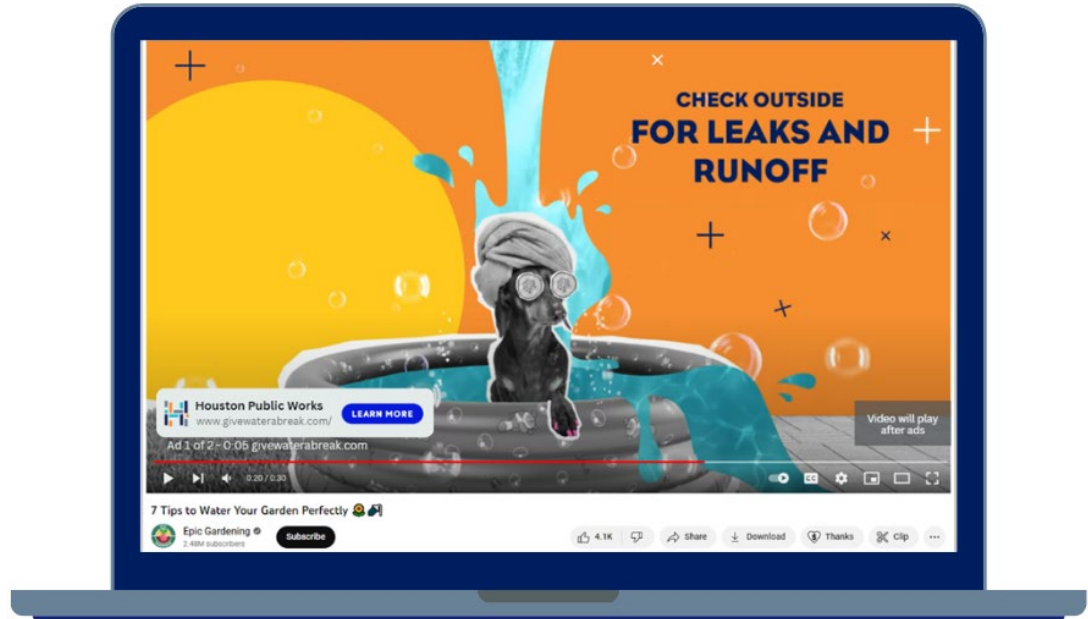 CHECK OUTSIDE
FOR LEAKS AND
RUNOFF
Houston Public Works
www.givewaterabreak.com/
LEARN MORE
Video will play
after ads
Ad 1 of 2 - 0:05 givewaterabreak.com
0:20 / 0:30
CC
7 Tips to Water Your Garden Perfectly
Epic Gardening
2.48M subscribers
Subscribe
4.1K
Share
Download
Thanks
Clip